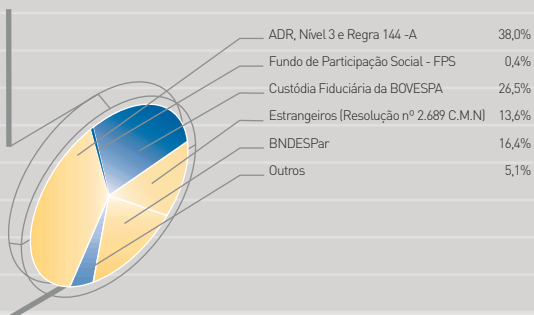 ADR, Nível 3 e Regra 144 -A 38,0%
Fundo de Participação Social - FPS 0,4%
Custódia Fiduciária da BOVESPA 26,5%
Estrangeiros (Resolução nº 2.689 C.M.N) 13,6%
BNDESPar 16,4%
Outros 5,1%